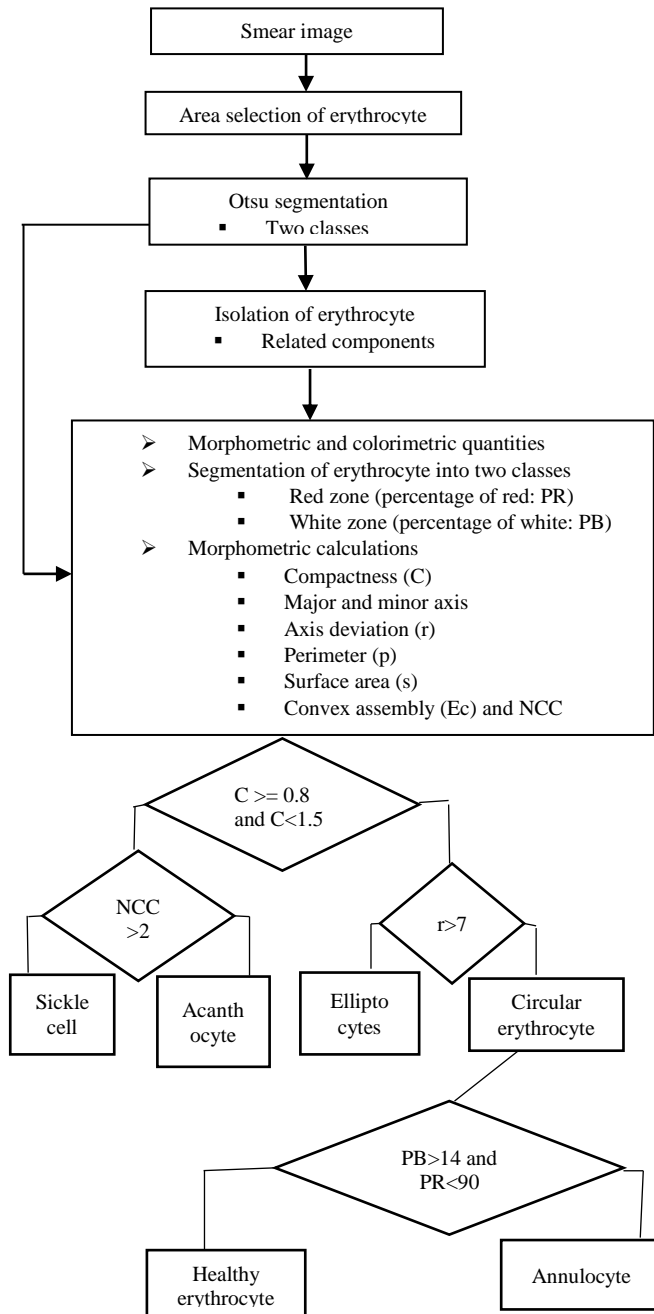 Smear image
Area selection of erythrocyte
Otsu segmentation
▪ Two classes
Isolation of erythrocyte
▪ Related components
➢ Morphometric and colorimetric quantities
➢ Segmentation of erythrocyte into two classes
▪ Red zone (percentage of red: PR)
▪ White zone (percentage of white: PB)
➢ Morphometric calculations
▪ Compactness (C)
▪ Major and minor axis
▪ Axis deviation (r)
▪ Perimeter (p)
▪ Surface area (s)
▪ Convex assembly (Ec) and NCC
C >= 0.8
and C<1.5
NCC
>2
r>7
Sickle
cell
Acanth
ocyte
Ellipto
cytes
Circular
erythrocyte
PB>14 and
PR<90
Healthy
erythrocyte
Annulocyte